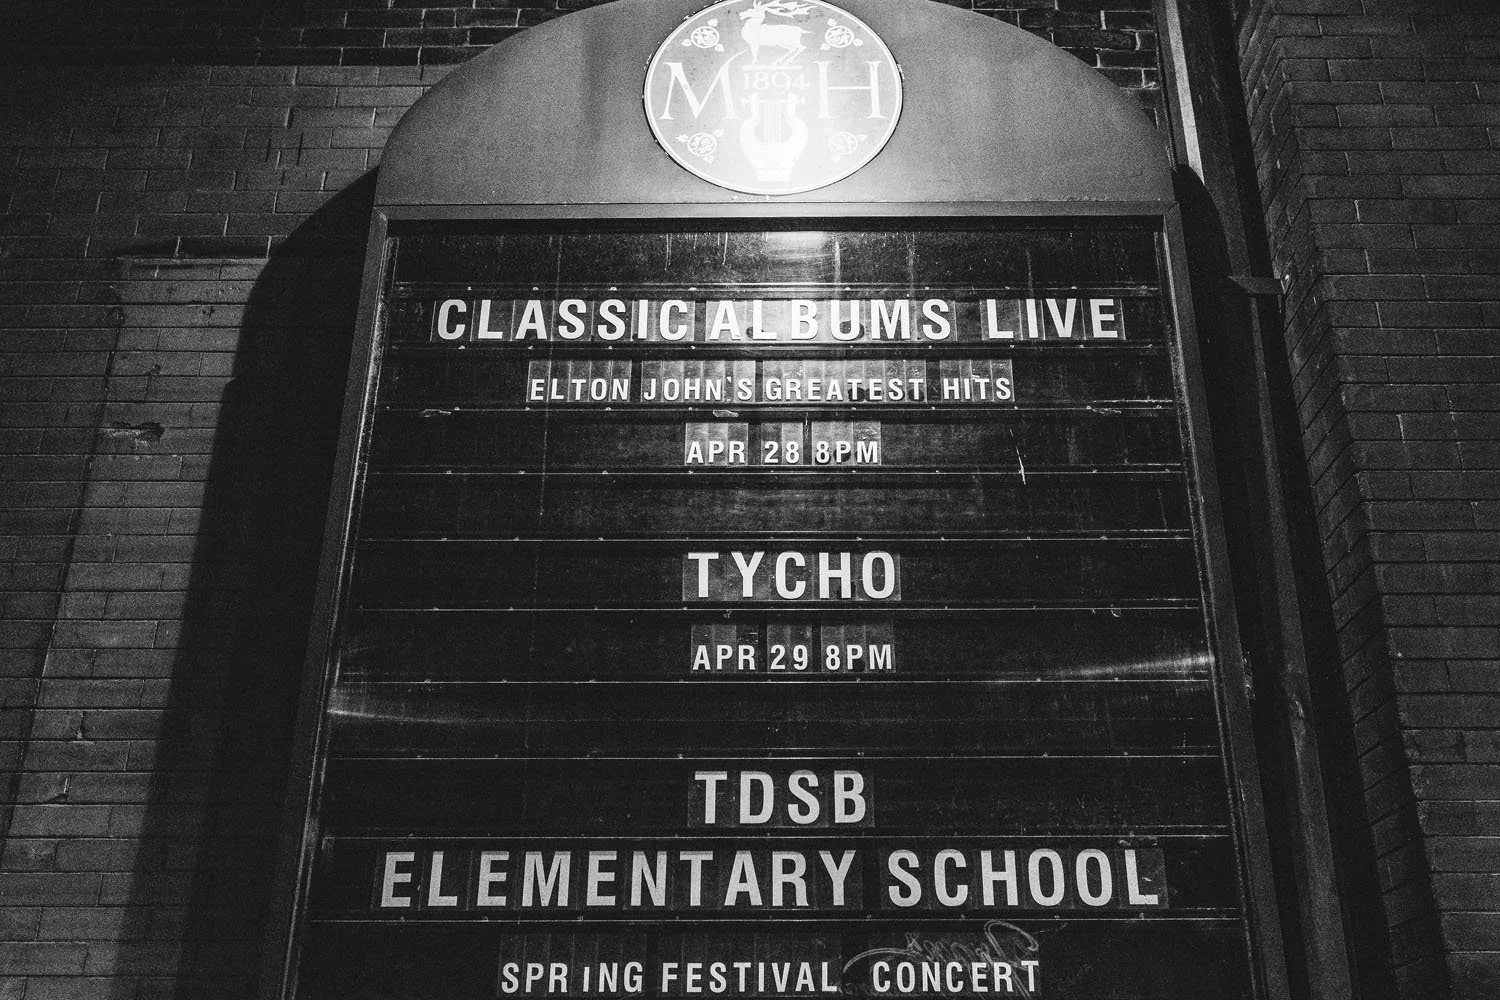 M H
1894
CLASSIC ALBUMS LIVE
ELTON JOHN'S GREATEST HITS
APR 28 8PM
TYCHO
APR 29 8PM
TDSB
ELEMENTARY SCHOOL
SPRiNG FESTIVAL CONCERT